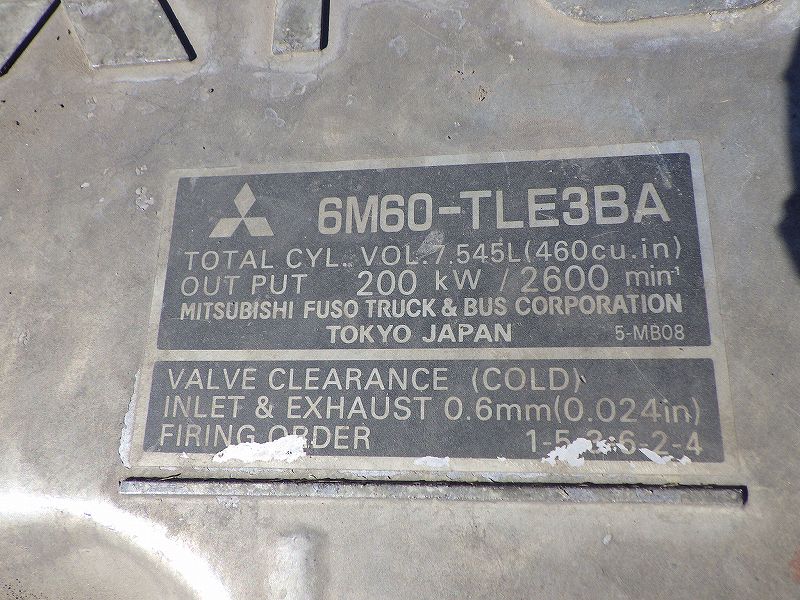 6M60-TLE3BA
TOTAL CYL. VOL. 7.545L(460cu.in)
OUT PUT 200 kW / 2600 min⁻¹
MITSUBISHI FUSO TRUCK & BUS CORPORATION
TOKYO JAPAN 5-MB08
VALVE CLEARANCE (COLD)
INLET & EXHAUST 0.6mm(0.024in)
FIRING ORDER 1-5-3-6-2-4